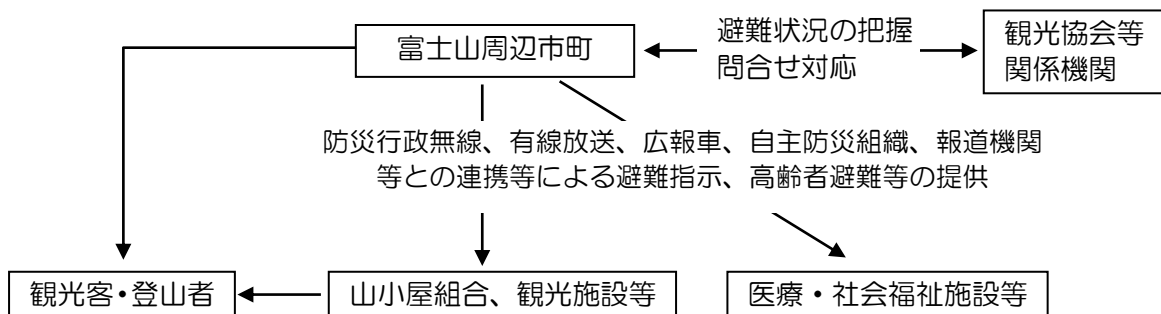 富士山周辺市町
避難状況の把握
問合せ対応
観光協会等
関係機関
防災行政無線、有線放送、広報車、自主防災組織、報道機関
等との連携等による避難指示、高齢者避難等の提供
観光客・登山者
山小屋組合、観光施設等
医療・社会福祉施設等